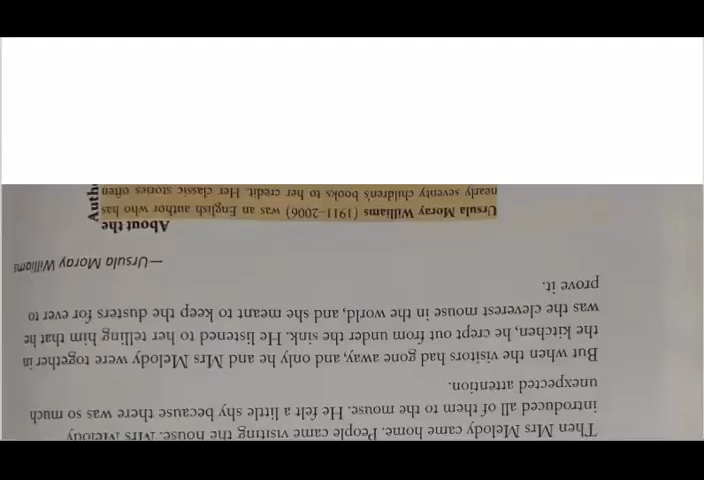 Then Mrs Melody came home. People came visiting the house. Mrs Melody
introduced all of them to the mouse. He felt a little shy because there was so much
unexpected attention.
But when the visitors had gone away, and only he and Mrs Melody were together in
the kitchen, he crept out from under the sink. He listened to her telling him that he
was the cleverest mouse in the world, and she meant to keep the dusters for ever to
prove it.
—Ursula Moray Williams
About the
Ursula Moray Williams (1911–2006) was an English author who has
nearly seventy childrens books to her credit. Her classic stories often